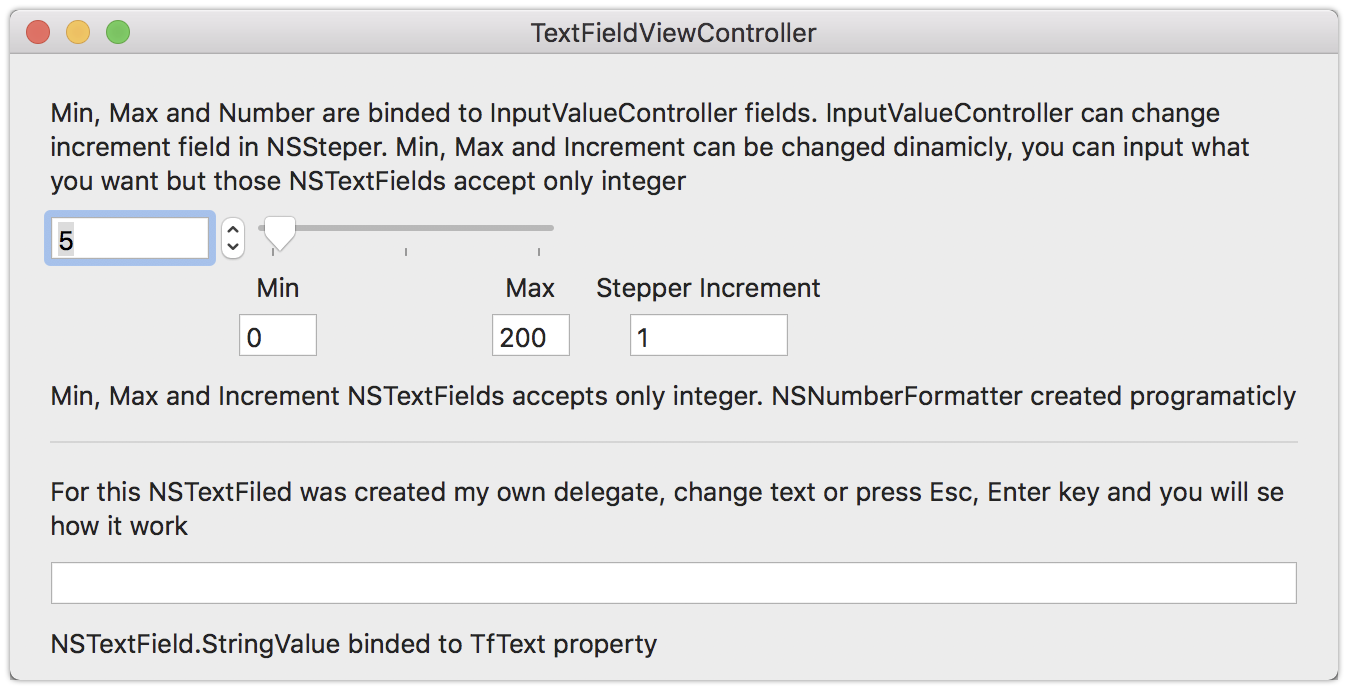 TextFieldViewController
Min, Max and Number are binded to InputValueController fields. InputValueController can change
increment field in NSSteper. Min, Max and Increment can be changed dinamicly, you can input what
you want but those NSTextFields accept only integer
5
Min Max Stepper Increment
0 200 1
Min, Max and Increment NSTextFields accepts only integer. NSNumberFormatter created programaticly
For this NSTextFiled was created my own delegate, change text or press Esc, Enter key and you will se
how it work
NSTextField.StringValue binded to TfText property